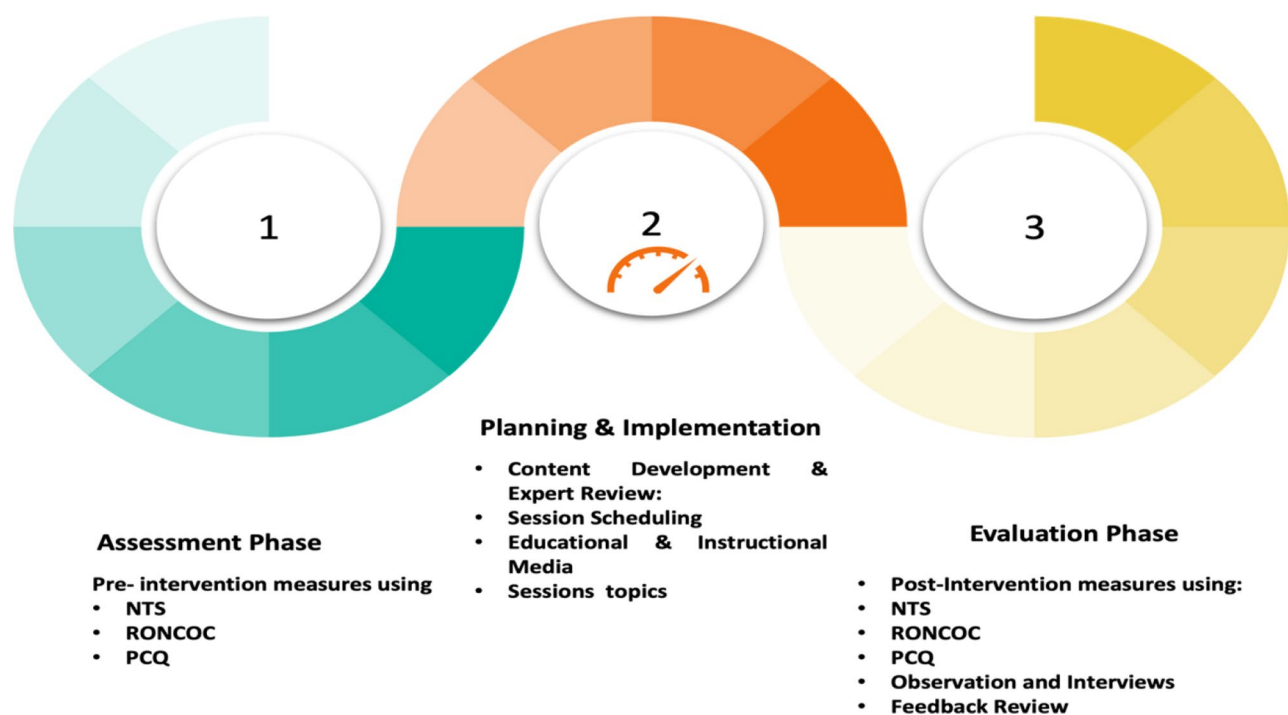 1
2
3
Assessment Phase
Pre- intervention measures using
• NTS
• RONCOC
• PCQ
Planning & Implementation
• Content Development &
Expert Review:
• Session Scheduling
• Educational & Instructional
Media
• Sessions topics
Evaluation Phase
• Post-Intervention measures using:
• NTS
• RONCOC
• PCQ
• Observation and Interviews
• Feedback Review